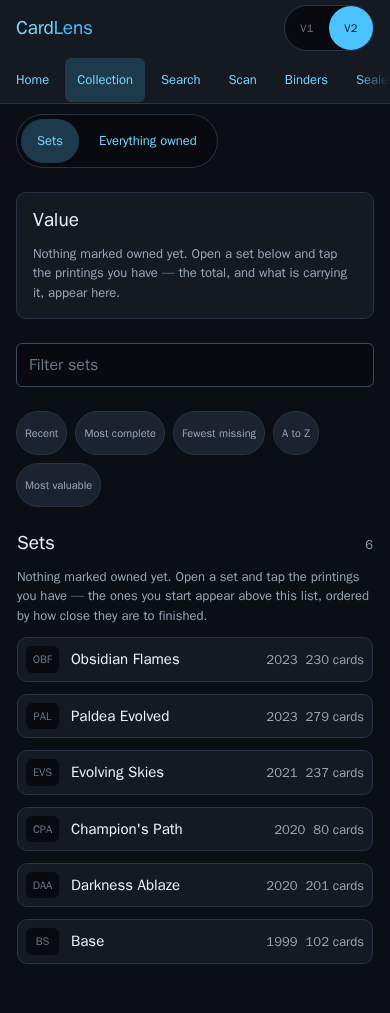 CardLens
V1 V2
Home Collection Search Scan Binders Seale
Sets Everything owned
Value
Nothing marked owned yet. Open a set below and tap
the printings you have — the total, and what is carrying
it, appear here.
Filter sets
Recent Most complete Fewest missing A to Z
Most valuable
Sets 6
Nothing marked owned yet. Open a set and tap the printings
you have — the ones you start appear above this list, ordered
by how close they are to finished.
OBF Obsidian Flames 2023 230 cards
PAL Paldea Evolved 2023 279 cards
EVS Evolving Skies 2021 237 cards
CPA Champion's Path 2020 80 cards
DAA Darkness Ablaze 2020 201 cards
BS Base 1999 102 cards